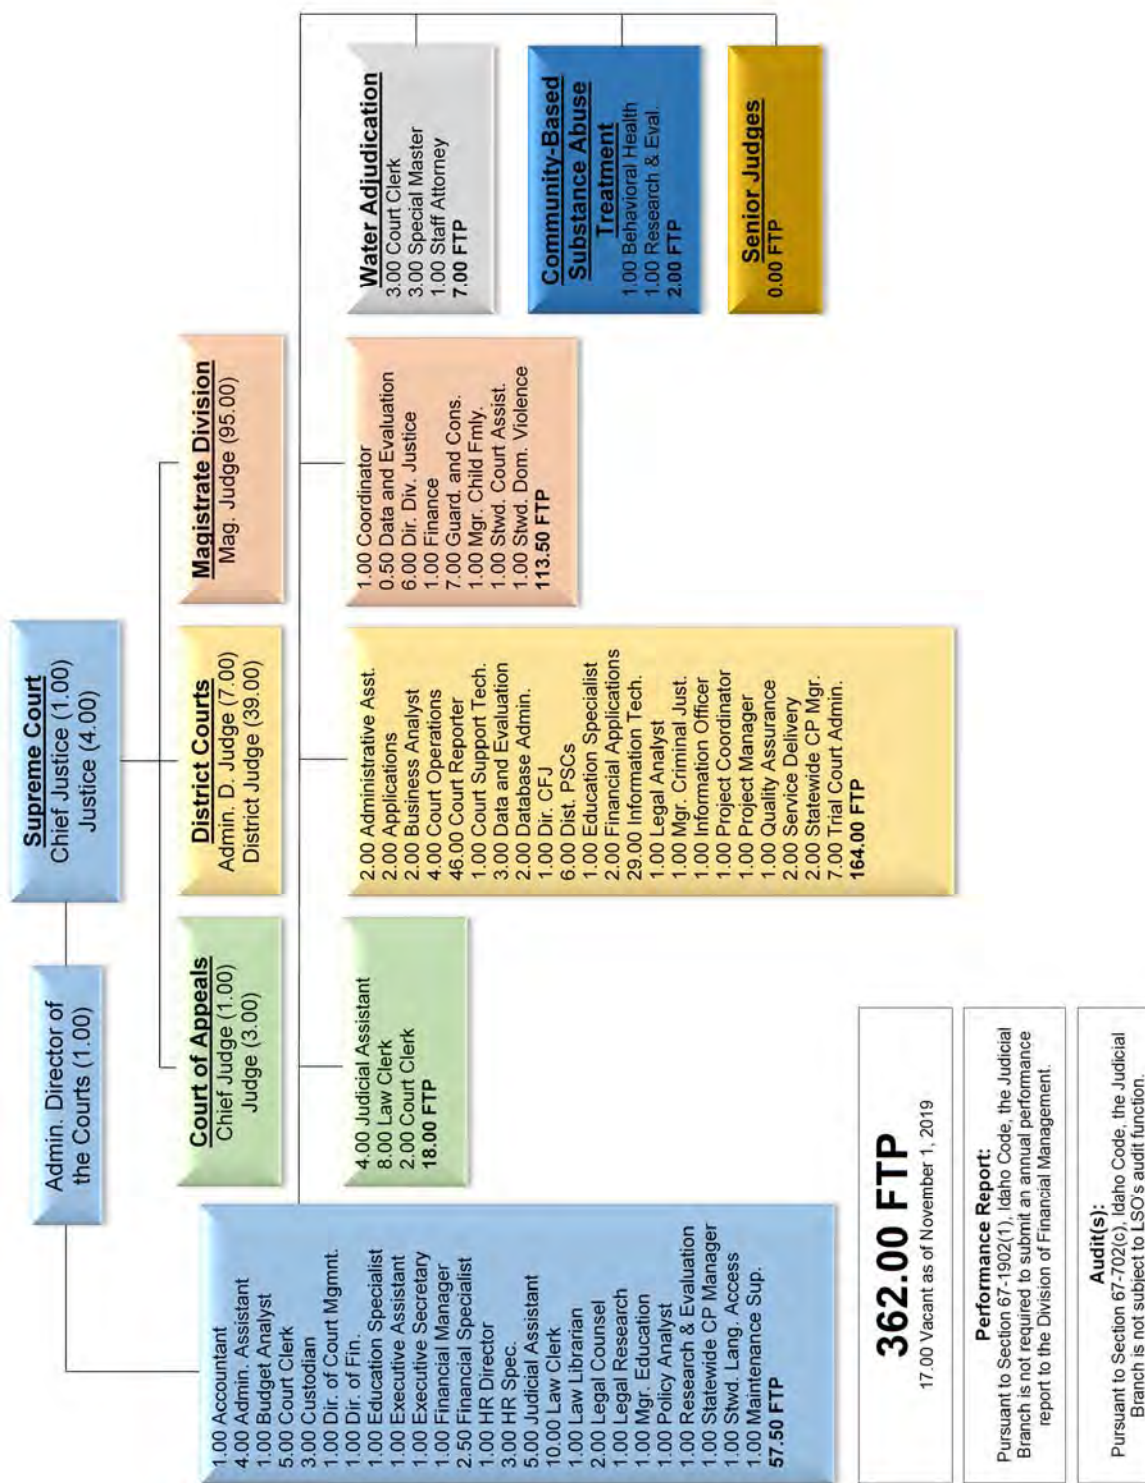 Supreme Court
Chief Justice (1.00)
Justice (4.00)
Admin. Director of
the Courts (1.00)
Court of Appeals
Chief Judge (1.00)
Judge (3.00)
District Courts
Admin. D. Judge (7.00)
District Judge (39.00)
Magistrate Division
Mag. Judge (95.00)
1.00 Accountant
4.00 Admin. Assistant
1.00 Budget Analyst
5.00 Court Clerk
3.00 Custodian
1.00 Dir. of Court Mgmnt.
1.00 Dir. of Fin.
1.00 Education Specialist
1.00 Executive Assistant
1.00 Executive Secretary
1.00 Financial Manager
2.50 Financial Specialist
1.00 HR Director
3.00 HR Spec.
5.00 Judicial Assistant
10.00 Law Clerk
1.00 Law Librarian
2.00 Legal Counsel
1.00 Legal Research
1.00 Mgr. Education
1.00 Policy Analyst
1.00 Research & Evaluation
1.00 Statewide CP Manager
1.00 Stwd. Lang. Access
1.00 Maintenance Sup.
57.50 FTP
4.00 Judicial Assistant
8.00 Law Clerk
2.00 Court Clerk
18.00 FTP
2.00 Administrative Asst.
2.00 Applications
2.00 Business Analyst
4.00 Court Operations
46.00 Court Reporter
1.00 Court Support Tech.
3.00 Data and Evaluation
2.00 Database Admin.
1.00 Dir. CFJ
6.00 Dist. PSCs
1.00 Education Specialist
2.00 Financial Applications
29.00 Information Tech.
1.00 Legal Analyst
1.00 Mgr. Criminal Just.
1.00 Information Officer
1.00 Project Coordinator
1.00 Project Manager
1.00 Quality Assurance
2.00 Service Delivery
2.00 Statewide CP Mgr.
7.00 Trial Court Admin.
164.00 FTP
1.00 Coordinator
0.50 Data and Evaluation
6.00 Dir. Div. Justice
1.00 Finance
7.00 Guard. and Cons.
1.00 Mgr. Child Fmly.
1.00 Stwd. Court Assist.
1.00 Stwd. Dom. Violence
113.50 FTP
Water Adjudication
3.00 Court Clerk
3.00 Special Master
1.00 Staff Attorney
7.00 FTP
Community-Based
Substance Abuse
Treatment
1.00 Behavioral Health
1.00 Research & Eval.
2.00 FTP
Senior Judges
0.00 FTP
362.00 FTP
17.00 Vacant as of November 1, 2019
Performance Report:
Pursuant to Section 67-1902(1), Idaho Code, the Judicial
Branch is not required to submit an annual performance
report to the Division of Financial Management.
Audit(s):
Pursuant to Section 67-702(c), Idaho Code, the Judicial
Branch is not subject to LSO's audit function.